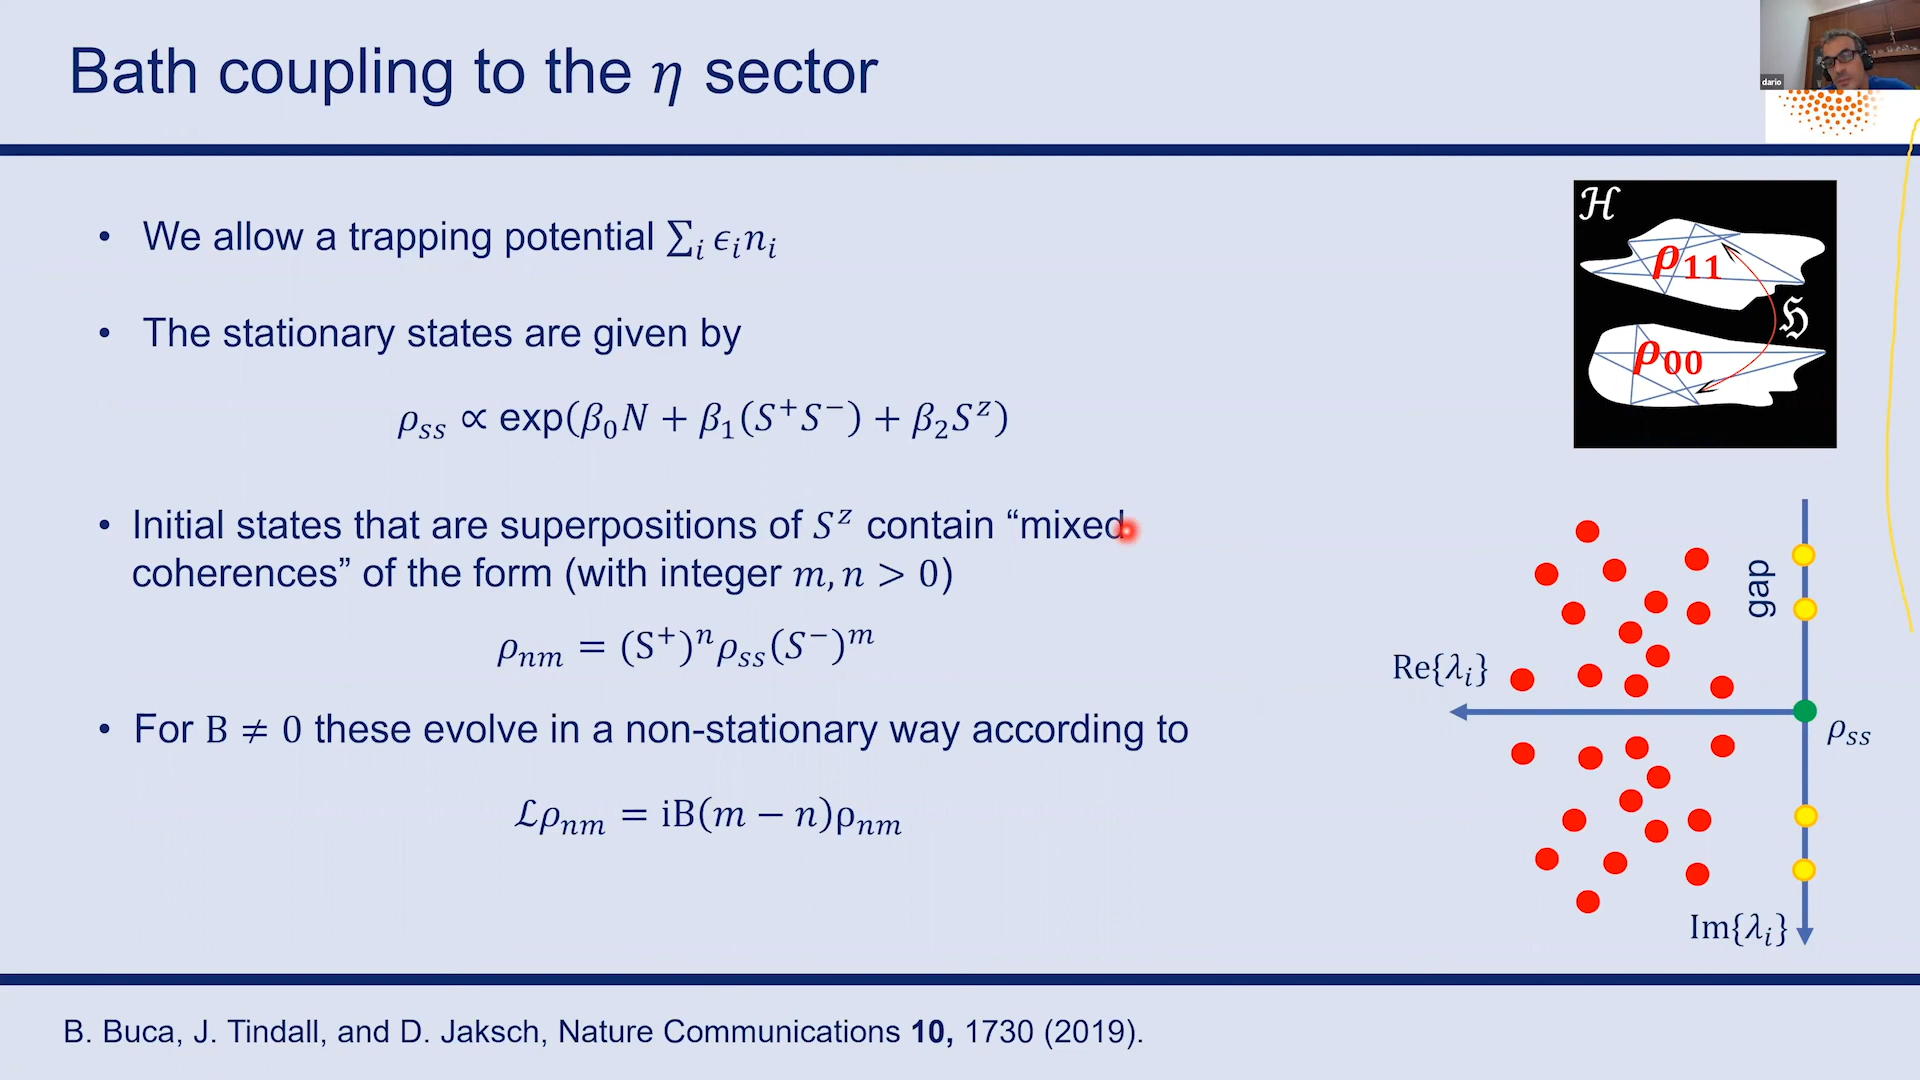 Bath coupling to the η sector
dario
• We allow a trapping potential ∑ᵢ ϵᵢnᵢ
• The stationary states are given by
ρₛₛ ∝ exp(β₀N + β₁(S⁺S⁻) + β₂Sᶻ)
• Initial states that are superpositions of Sᶻ contain “mixed
coherences” of the form (with integer m, n > 0)
ρₙₘ = (S⁺)ⁿρₛₛ(S⁻)ᵐ
• For B ≠ 0 these evolve in a non-stationary way according to
ℒρₙₘ = iB(m − n)ρₙₘ
ℋ
ρ₁₁
ℌ
ρ₀₀
gap
Re{λᵢ}
ρₛₛ
Im{λᵢ}
B. Buca, J. Tindall, and D. Jaksch, Nature Communications 10, 1730 (2019).